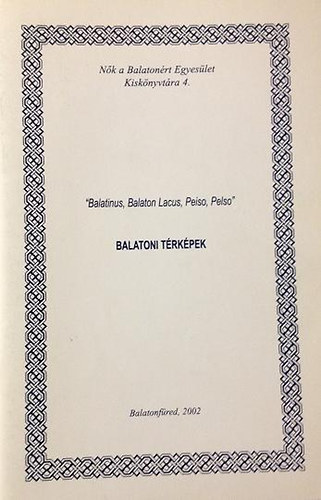 Nők a Balatonért Egyesület
Kiskönyvtára 4.
"Balatinus, Balaton Lacus, Peiso, Pelso"
BALATONI TÉRKÉPEK
Balatonfüred, 2002